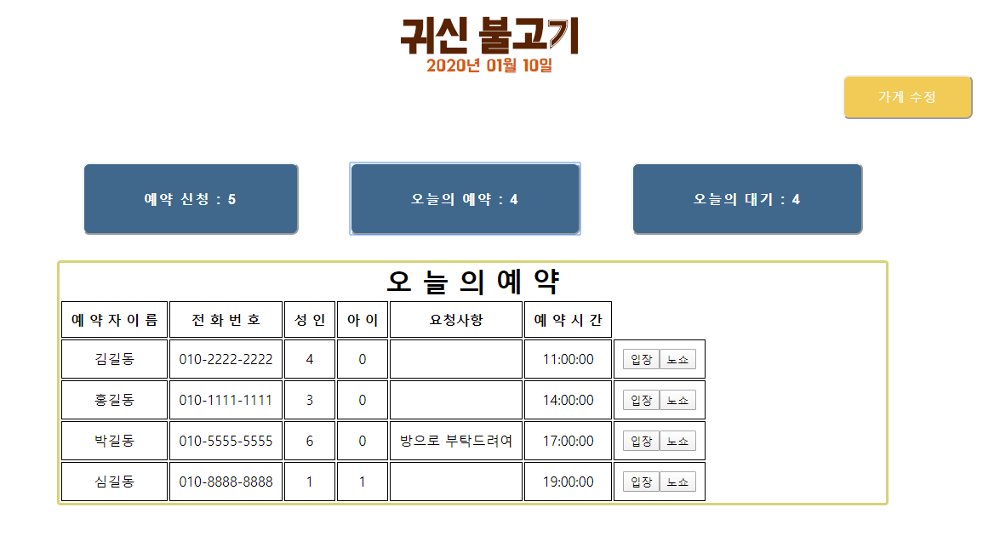 귀신 불고기
2020년 01월 10일
가게 수정
예약 신청 : 5 오늘의 예약 : 4 오늘의 대기 : 4
오 늘 의 예 약
예 약 자 이 름 전 화 번 호 성 인 아 이 요청사항 예 약 시 간
김길동 010-2222-2222 4 0 11:00:00 입장 노쇼
홍길동 010-1111-1111 3 0 14:00:00 입장 노쇼
박길동 010-5555-5555 6 0 방으로 부탁드려여 17:00:00 입장 노쇼
심길동 010-8888-8888 1 1 19:00:00 입장 노쇼